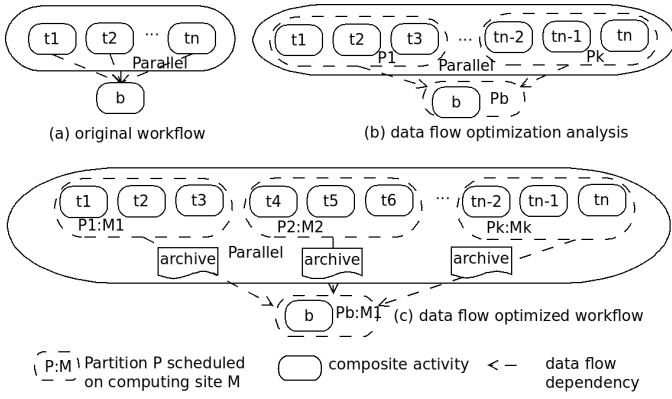 t1 t2 ... tn
Parallel
b
(a) original workflow
t1 t2 t3 ... tn-2 tn-1 tn
P1 Parallel Pk
b Pb
(b) data flow optimization analysis
t1 t2 t3 t4 t5 t6 ... tn-2 tn-1 tn
P1:M1 P2:M2 Pk:Mk
archive Parallel archive archive
b Pb:M1 (c) data flow optimized workflow
P:M Partition P scheduled
on computing site M
composite activity
data flow
dependency